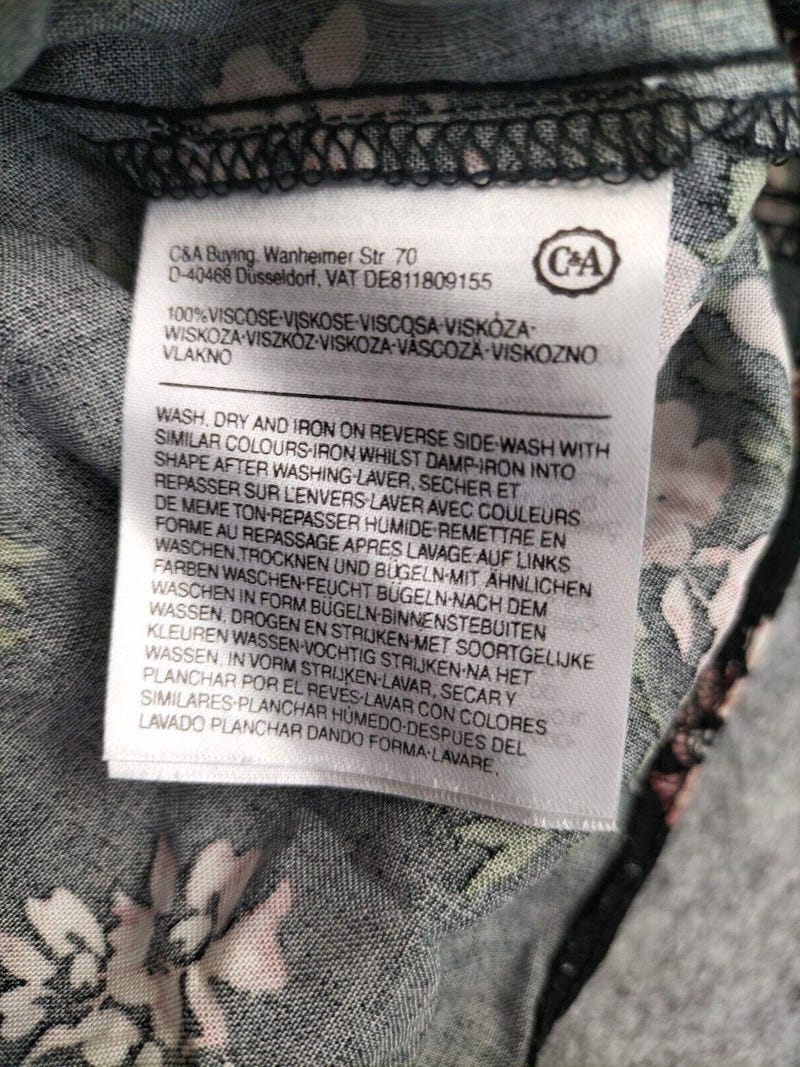 C&A Buying. Wanheimer Str 70
D-40468 Düsseldorf, VAT DE811809155
C&A
100%VISCOSE·VISKOSE·VISCOSA·VISKÓZA·
WISKOZA·VISZKÓZ·VISKOZA·VÂSCOZĂ·VISKOZNO
VLAKNO
WASH, DRY AND IRON ON REVERSE SIDE·WASH WITH
SIMILAR COLOURS·IRON WHILST DAMP·IRON INTO
SHAPE AFTER WASHING·LAVER, SECHER ET
REPASSER SUR L'ENVERS·LAVER AVEC COULEURS
DE MEME TON·REPASSER HUMIDE·REMETTRE EN
FORME AU REPASSAGE APRES LAVAGE·AUF LINKS
WASCHEN,TROCKNEN UND BÜGELN·MIT ÄHNLICHEN
FARBEN WASCHEN·FEUCHT BÜGELN·NACH DEM
WASCHEN IN FORM BÜGELN·BINNENSTEBUITEN
WASSEN, DROGEN EN STRIJKEN·MET SOORTGELIJKE
KLEUREN WASSEN·VOCHTIG STRIJKEN·NA HET
WASSEN, IN VORM STRIJKEN·LAVAR, SECAR Y
PLANCHAR POR EL REVÉS·LAVAR CON COLORES
SIMILARES·PLANCHAR HÚMEDO·DESPUES DEL
LAVADO PLANCHAR DANDO FORMA·LAVARE,